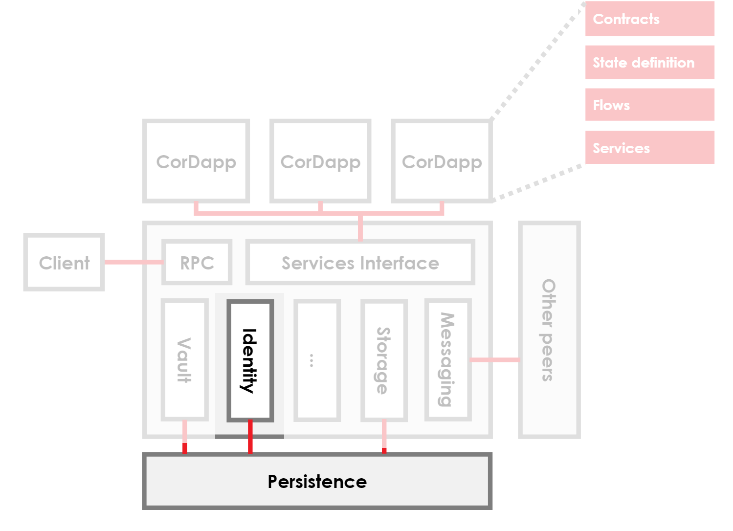 Contracts
State definition
Flows
Services
CorDapp
CorDapp
CorDapp
Client
RPC
Services Interface
Vault
Identity
...
Storage
Messaging
Other peers
Persistence